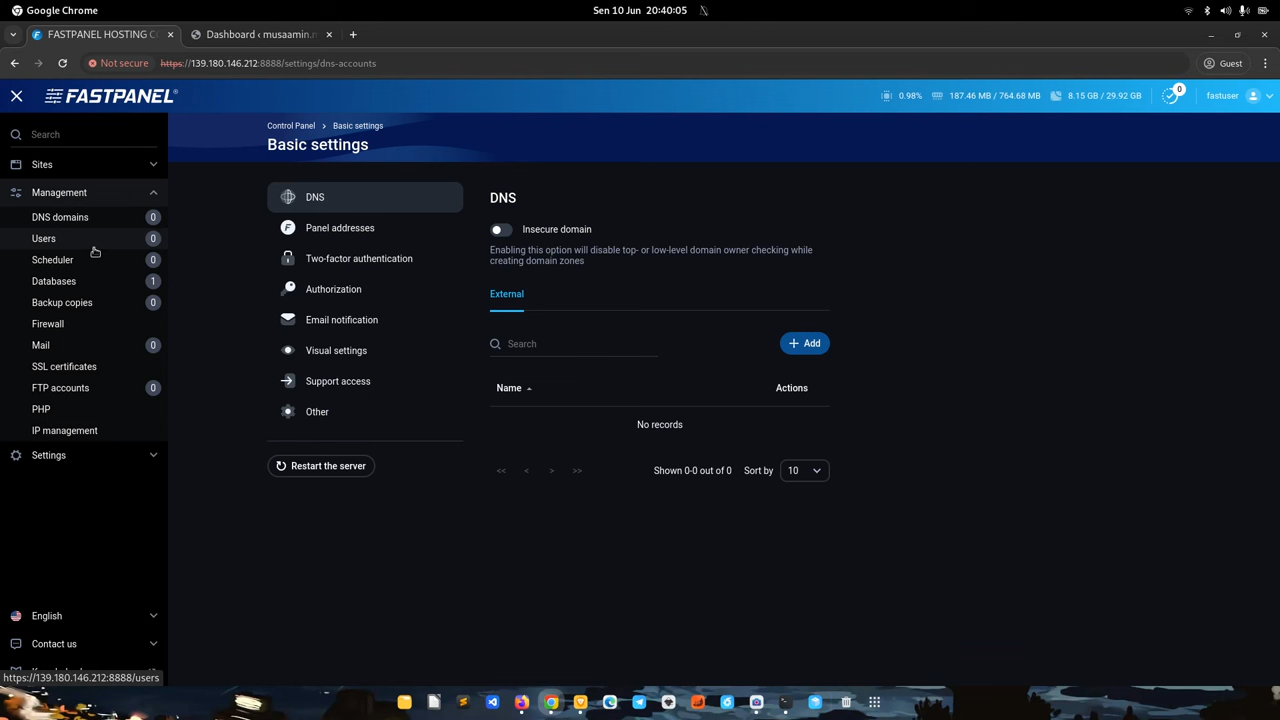 Google Chrome
Sen 10 Jun 20:40:05
FASTPANEL HOSTING C
Dashboard ‹ musaamin.
Not secure
https://139.180.146.212:8888/settings/dns-accounts
Guest
FASTPANEL
0.98%
187.46 MB / 764.68 MB
8.15 GB / 29.92 GB
0
fastuser
Search
Sites
Management
DNS domains 0
Users 0
Scheduler 0
Databases 1
Backup copies 0
Firewall
Mail 0
SSL certificates
FTP accounts 0
PHP
IP management
Settings
English
Contact us
https://139.180.146.212:8888/users
Control Panel > Basic settings
Basic settings
DNS
Panel addresses
Two-factor authentication
Authorization
Email notification
Visual settings
Support access
Other
Restart the server
DNS
Insecure domain
Enabling this option will disable top- or low-level domain owner checking while
creating domain zones
External
Search
+ Add
Name
Actions
No records
<< < > >>
Shown 0-0 out of 0
Sort by
10